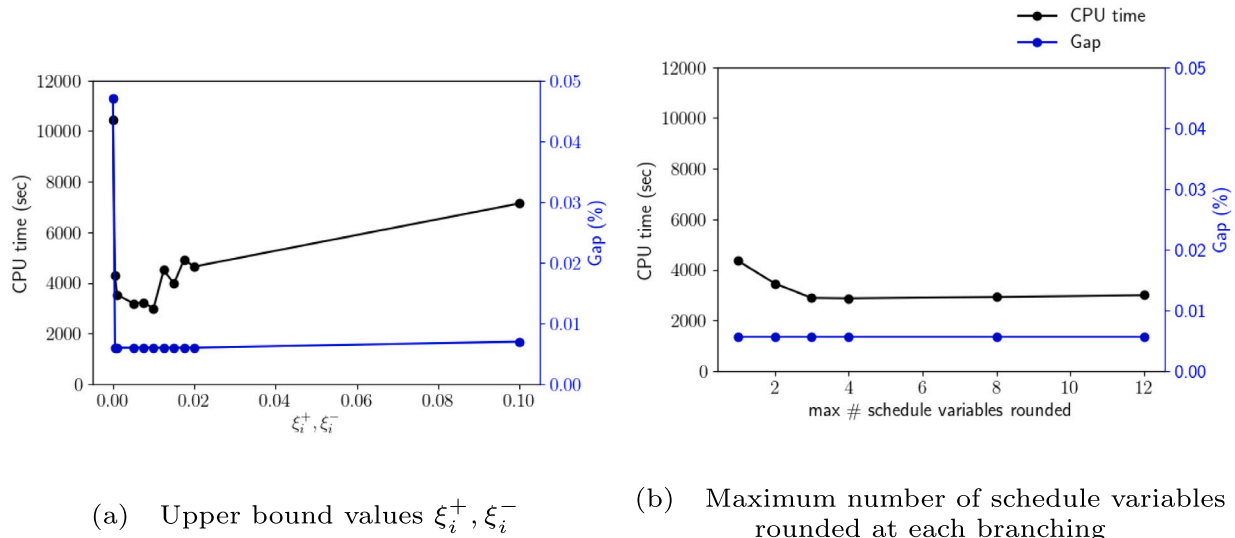 CPU time
Gap
12000
10000
8000
6000
4000
2000
0
CPU time (sec)
0.05
0.04
0.03
0.02
0.01
0.00
Gap (%)
0.00 0.02 0.04 0.06 0.08 0.10
ξᵢ⁺, ξᵢ⁻
12000
10000
8000
6000
4000
2000
0
CPU time (sec)
0.05
0.04
0.03
0.02
0.01
0.00
Gap (%)
2 4 6 8 10 12
max # schedule variables rounded
(a) Upper bound values ξᵢ⁺, ξᵢ⁻
(b) Maximum number of schedule variables
rounded at each branching